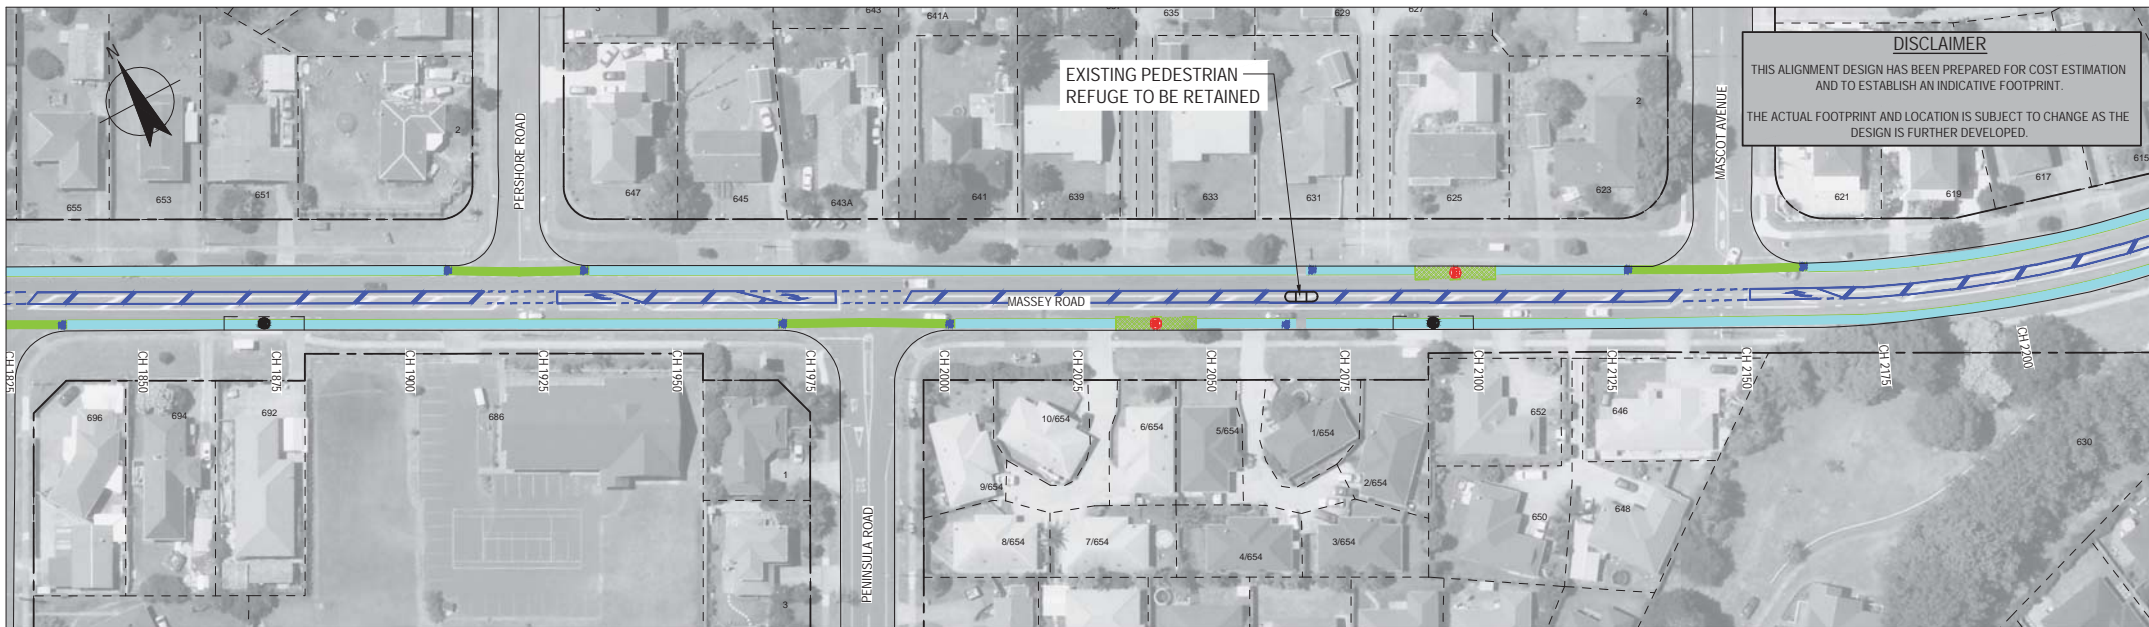 3
643
641A
635
629
627
4
N
DISCLAIMER
THIS ALIGNMENT DESIGN HAS BEEN PREPARED FOR COST ESTIMATION
AND TO ESTABLISH AN INDICATIVE FOOTPRINT.
THE ACTUAL FOOTPRINT AND LOCATION IS SUBJECT TO CHANGE AS THE
DESIGN IS FURTHER DEVELOPED.
EXISTING PEDESTRIAN
REFUGE TO BE RETAINED
PERSHORE ROAD
MASCOT AVENUE
2
2
615
655
653
651
647
645
643A
641
639
633
631
625
623
621
619
617
MASSEY ROAD
CH 1825
CH 1850
CH 1875
CH 1900
CH 1925
CH 1950
CH 1975
CH 2000
CH 2025
CH 2050
CH 2075
CH 2100
CH 2125
CH 2150
CH 2175
CH 2200
696
694
692
686
1
3
PENINSULA ROAD
10/654
6/654
5/654
1/654
9/654
2/654
8/654
7/654
4/654
3/654
652
646
650
648
630